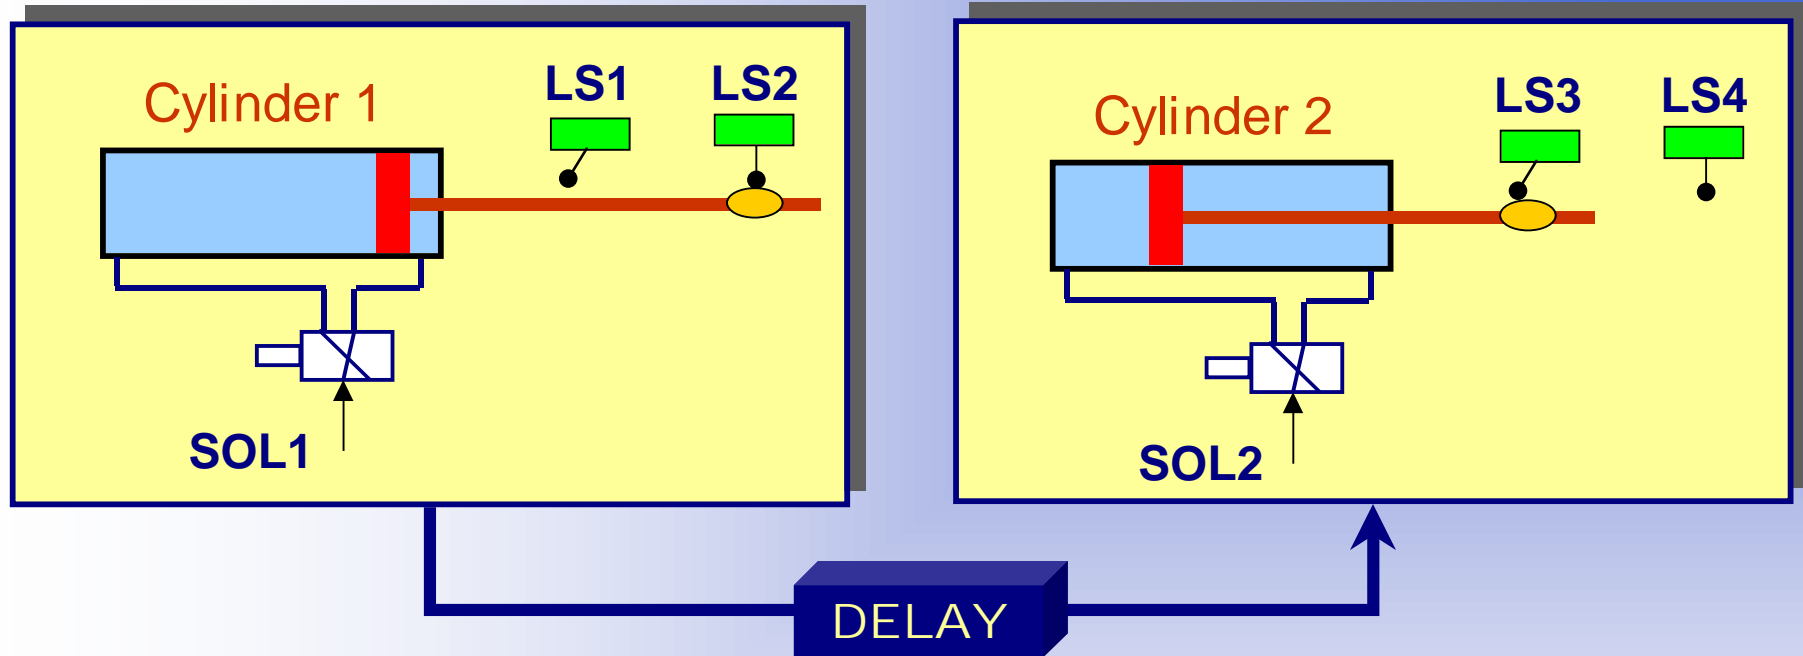 Cylinder 1
LS1
LS2
SOL1
Cylinder 2
LS3
LS4
SOL2
DELAY